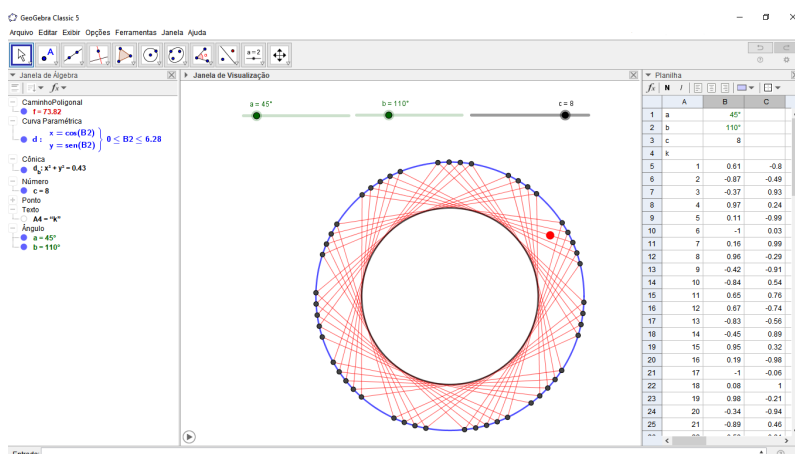 GeoGebra Classic 5
Arquivo Editar Exibir Opções Ferramentas Janela Ajuda
a=2
Janela de Álgebra
Janela de Visualização
Planilha
fx
fx N I
CaminhoPoligonal
f = 73.82
Curva Paramétrica
d : x = cos(B2) y = sen(B2) } 0 ≤ B2 ≤ 6.28
Cônica
d_b: x² + y² = 0.43
Número
c = 8
Ponto
Texto
A4 = "k"
Ângulo
a = 45°
b = 110°
a = 45°
b = 110°
c = 8
A B C
1 a 45°
2 b 110°
3 c 8
4 k
5 1 0.61 -0.8
6 2 -0.87 -0.49
7 3 -0.37 0.93
8 4 0.97 0.24
9 5 0.11 -0.99
10 6 -1 0.03
11 7 0.16 0.99
12 8 0.96 -0.29
13 9 -0.42 -0.91
14 10 -0.84 0.54
15 11 0.65 0.76
16 12 0.67 -0.74
17 13 -0.83 -0.56
18 14 -0.45 0.89
19 15 0.95 0.32
20 16 0.19 -0.98
21 17 -1 -0.06
22 18 0.08 1
23 19 0.98 -0.21
24 20 -0.34 -0.94
25 21 -0.89 0.46
Entrada: